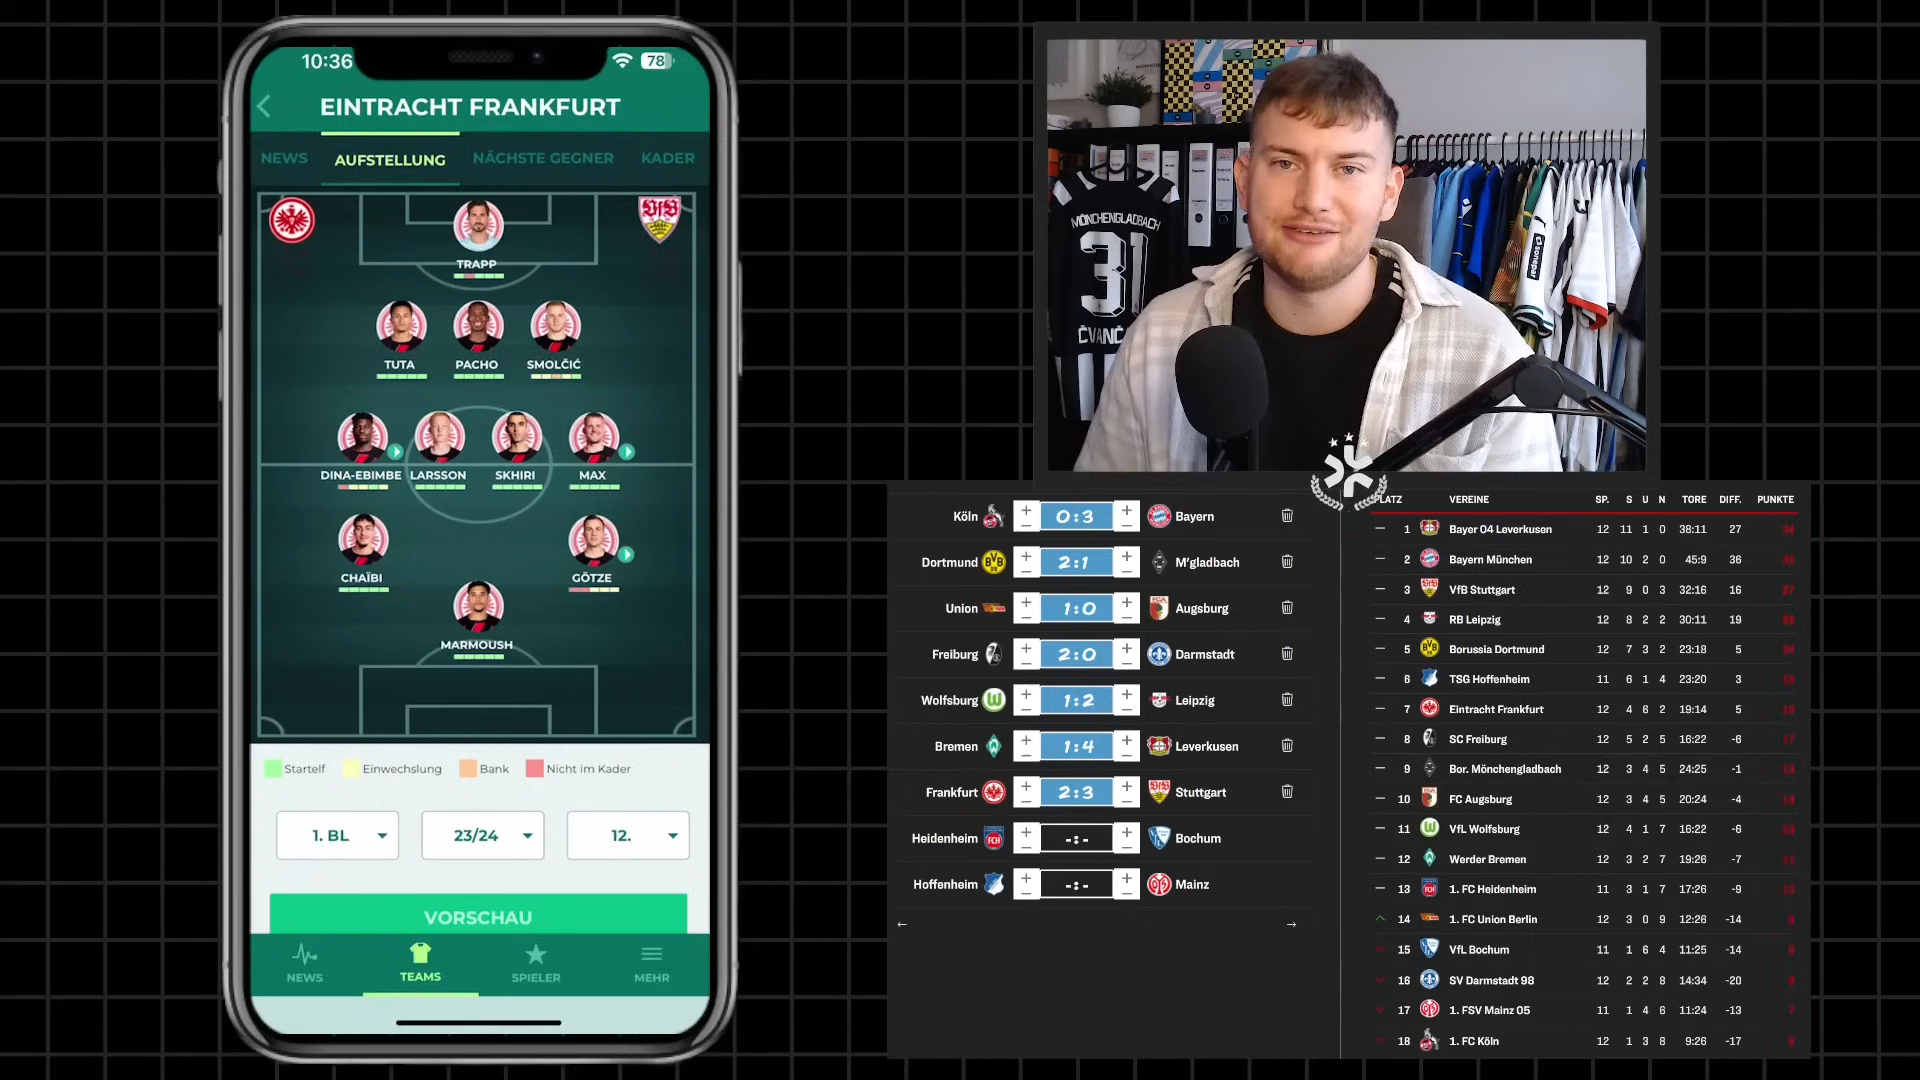 10:36
78
EINTRACHT FRANKFURT
NEWS AUFSTELLUNG NÄCHSTE GEGNER KADER
TRAPP
TUTA PACHO SMOLČIĆ
DINA-EBIMBE LARSSON SKHIRI MAX
CHAÏBI GÖTZE
MARMOUSH
Startelf Einwechslung Bank Nicht im Kader
1. BL 23/24 12.
VORSCHAU
NEWS TEAMS SPIELER MEHR
MÖNCHENGLADBACH
31
Köln + − 0:3 + − Bayern
Dortmund + − 2:1 + − M'gladbach
Union + − 1:0 + − Augsburg
Freiburg + − 2:0 + − Darmstadt
Wolfsburg + − 1:2 + − Leipzig
Bremen + − 1:4 + − Leverkusen
Frankfurt + − 2:3 + − Stuttgart
Heidenheim + − -:- + − Bochum
Hoffenheim + − -:- + − Mainz
← →
VEREINE SP. S U N TORE DIFF. PUNKTE
1 Bayer 04 Leverkusen 12 11 1 0 38:11 27
2 Bayern München 12 10 2 0 45:9 36
3 VfB Stuttgart 12 9 0 3 32:16 16
4 RB Leipzig 12 8 2 2 30:11 19
5 Borussia Dortmund 12 7 3 2 23:18 5
6 TSG Hoffenheim 11 6 1 4 23:20 3
7 Eintracht Frankfurt 12 4 6 2 19:14 5
8 SC Freiburg 12 5 2 5 16:22 -6
9 Bor. Mönchengladbach 12 3 4 5 24:25 -1
10 FC Augsburg 12 3 4 5 20:24 -4
11 VfL Wolfsburg 12 4 1 7 16:22 -6
12 Werder Bremen 12 3 2 7 19:26 -7
13 1. FC Heidenheim 11 3 1 7 17:26 -9
14 1. FC Union Berlin 12 3 0 9 12:26 -14
15 VfL Bochum 11 1 6 4 11:25 -14
16 SV Darmstadt 98 12 2 2 8 14:34 -20
17 1. FSV Mainz 05 11 1 4 6 11:24 -13
18 1. FC Köln 12 1 3 8 9:26 -17